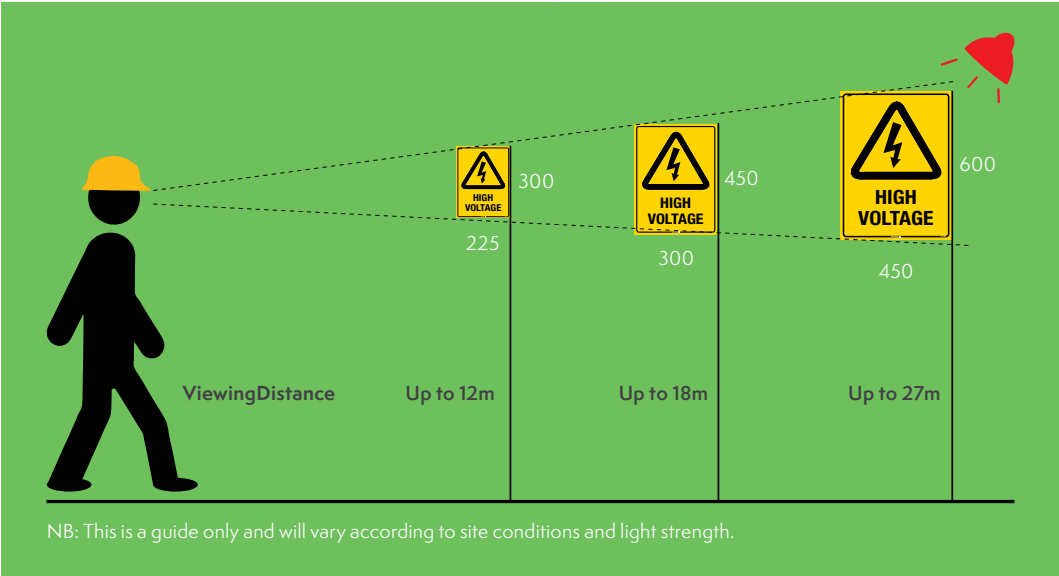 HIGH
VOLTAGE
300
225
HIGH
VOLTAGE
450
300
HIGH
VOLTAGE
600
450
ViewingDistance
Up to 12m
Up to 18m
Up to 27m
NB: This is a guide only and will vary according to site conditions and light strength.